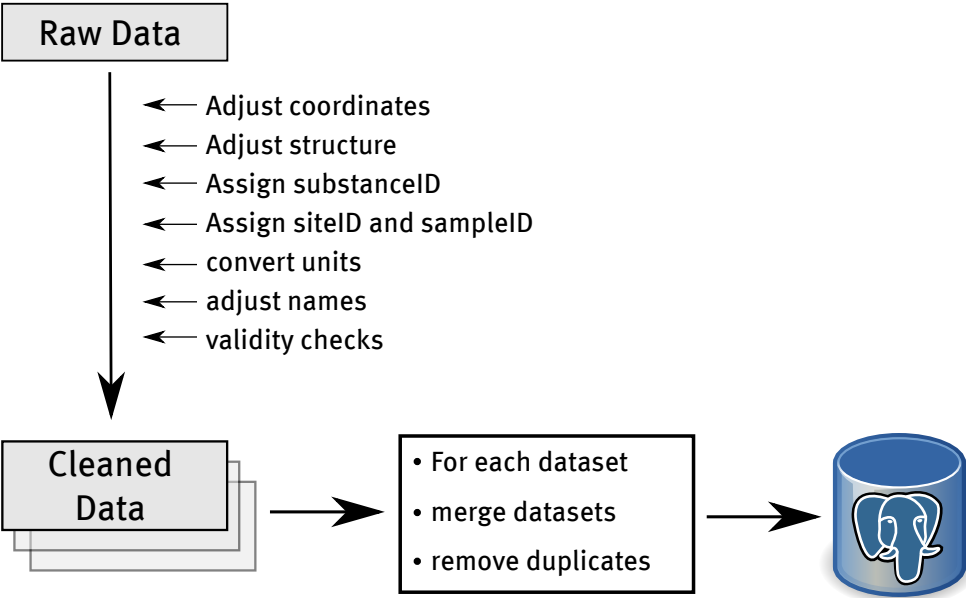 Raw Data
Adjust coordinates
Adjust structure
Assign substanceID
Assign siteID and sampleID
convert units
adjust names
validity checks
Cleaned
Data
• For each dataset
• merge datasets
• remove duplicates